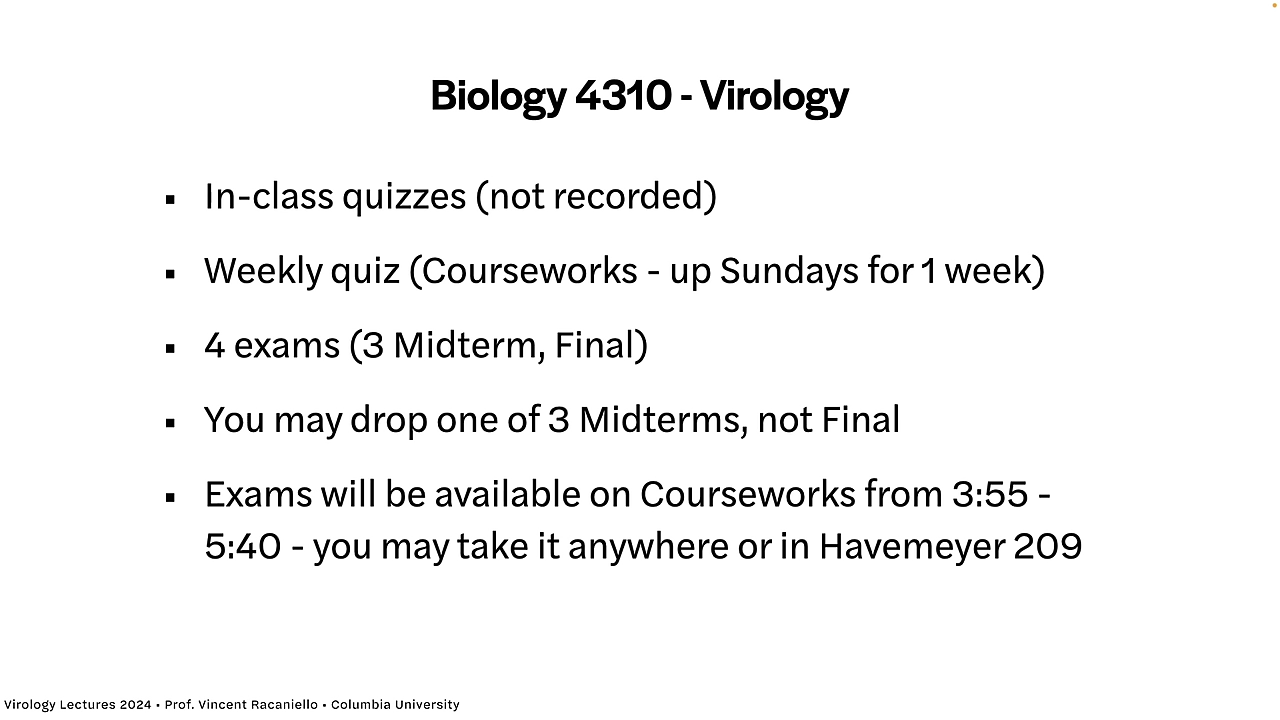 Biology 4310 - Virology
▪ In-class quizzes (not recorded)
▪ Weekly quiz (Courseworks - up Sundays for 1 week)
▪ 4 exams (3 Midterm, Final)
▪ You may drop one of 3 Midterms, not Final
▪ Exams will be available on Courseworks from 3:55 -
5:40 - you may take it anywhere or in Havemeyer 209
Virology Lectures 2024 • Prof. Vincent Racaniello • Columbia University